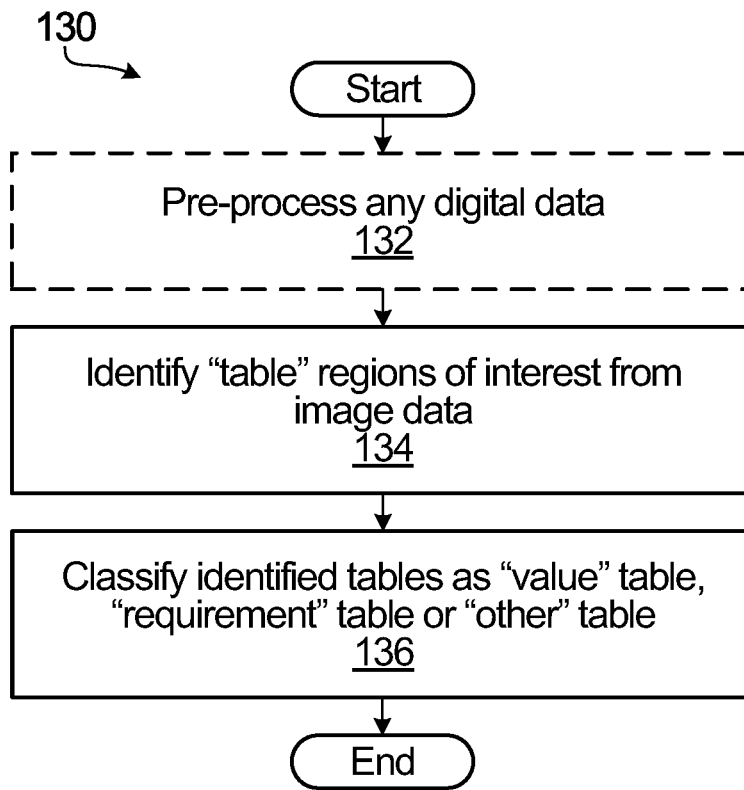 130
Start
Pre-process any digital data
132
Identify “table” regions of interest from
image data
134
Classify identified tables as “value” table,
“requirement” table or “other” table
136
End